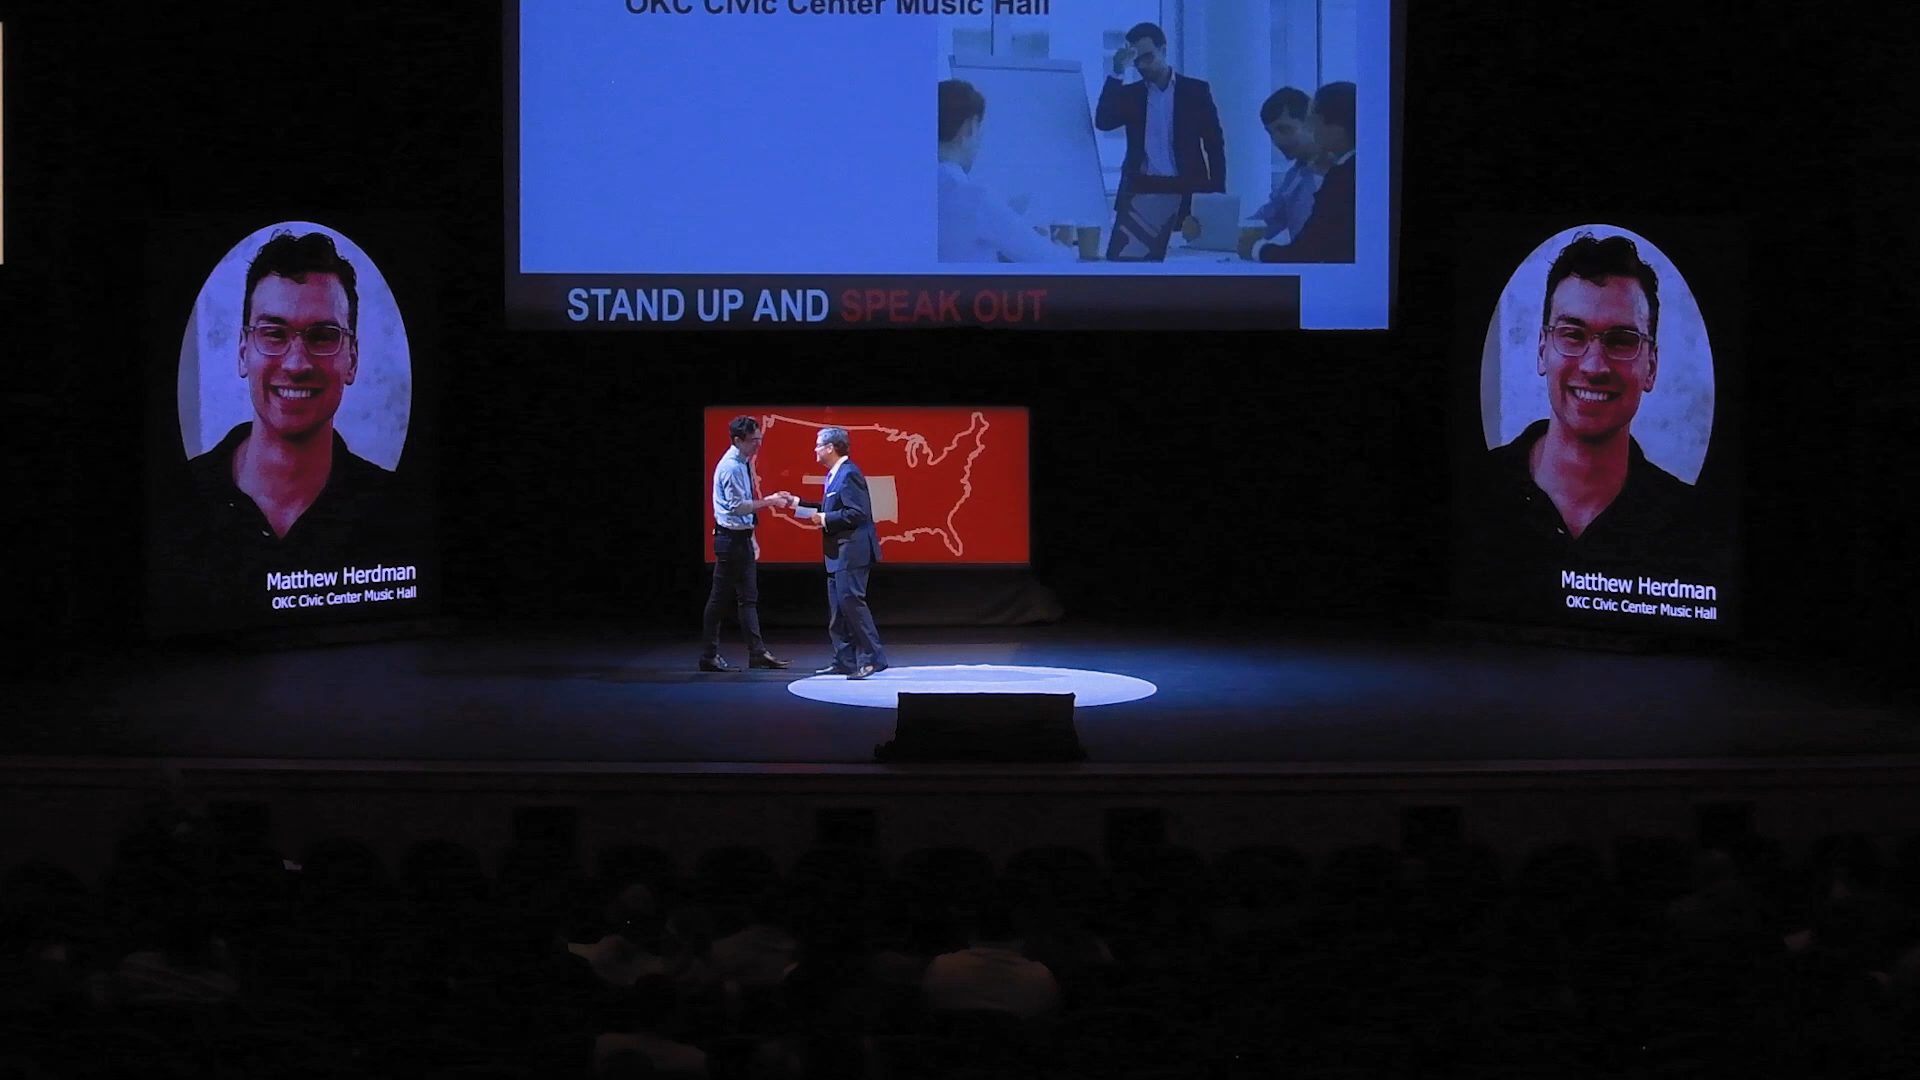 OKC Civic Center Music Hall
STAND UP AND SPEAK OUT
Matthew Herdman
OKC Civic Center Music Hall
Matthew Herdman
OKC Civic Center Music Hall